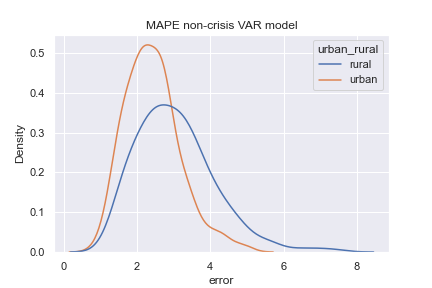 MAPE non-crisis VAR model
urban_rural
rural
urban
Density
0.5
0.4
0.3
0.2
0.1
0.0
0 2 4 6 8
error